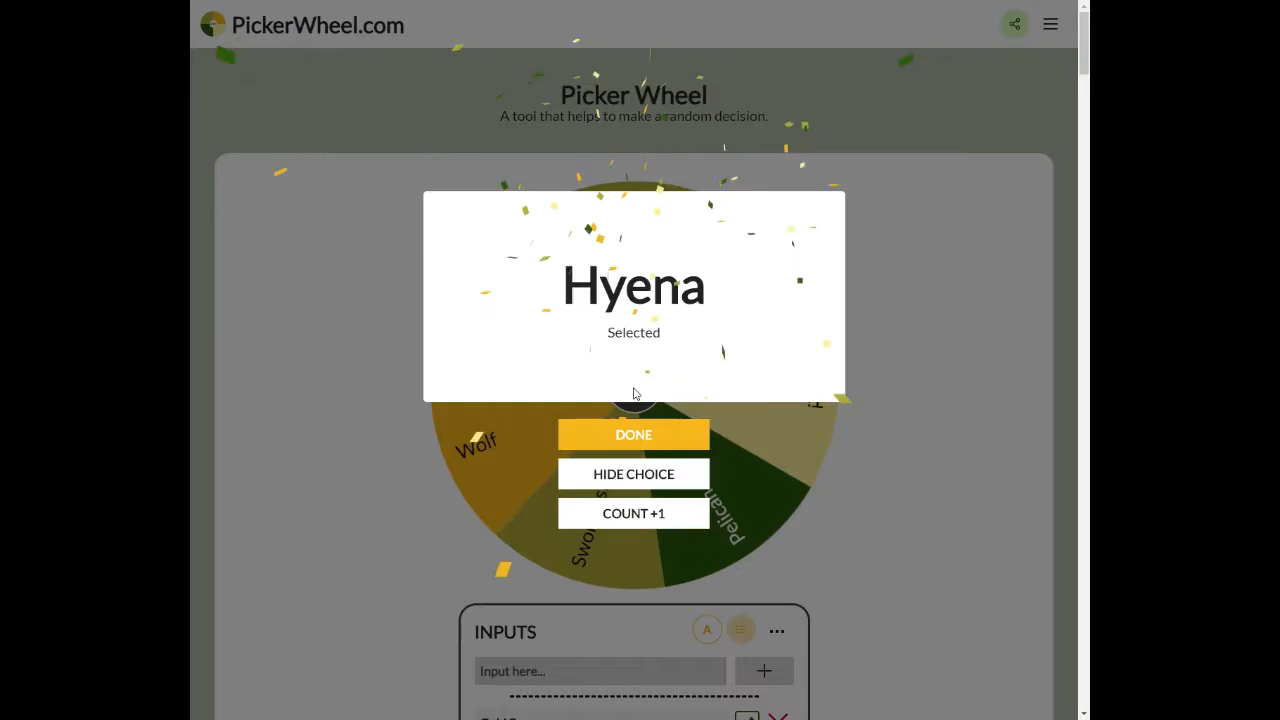 PickerWheel.com
Picker Wheel
A tool that helps to make a random decision.
Hyena
Selected
Wolf
Pelican
DONE
HIDE CHOICE
COUNT +1
INPUTS
A
Input here...